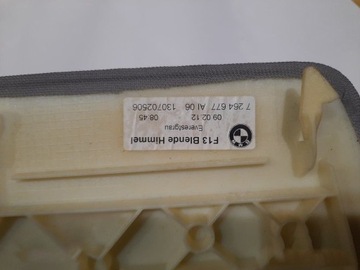 F13 Blende Himmel
Everestgrau
09 02 12 08:45
7 264 677 AI 06 130702506